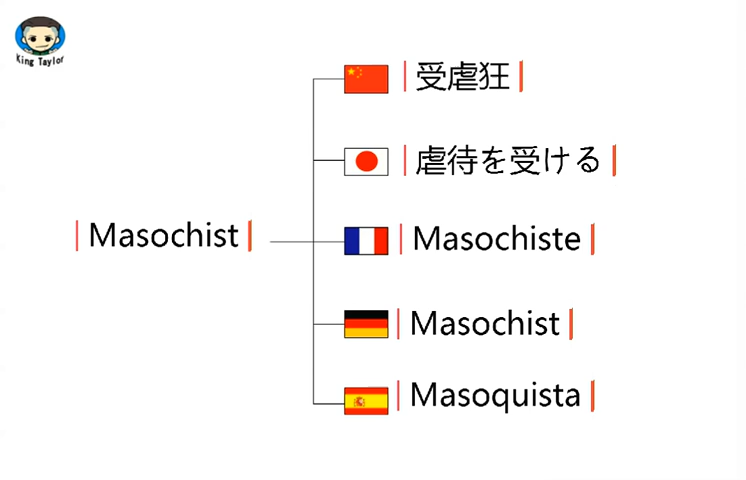 King Taylor
受虐狂
虐待を受ける
Masochist
Masochiste
Masochist
Masoquista